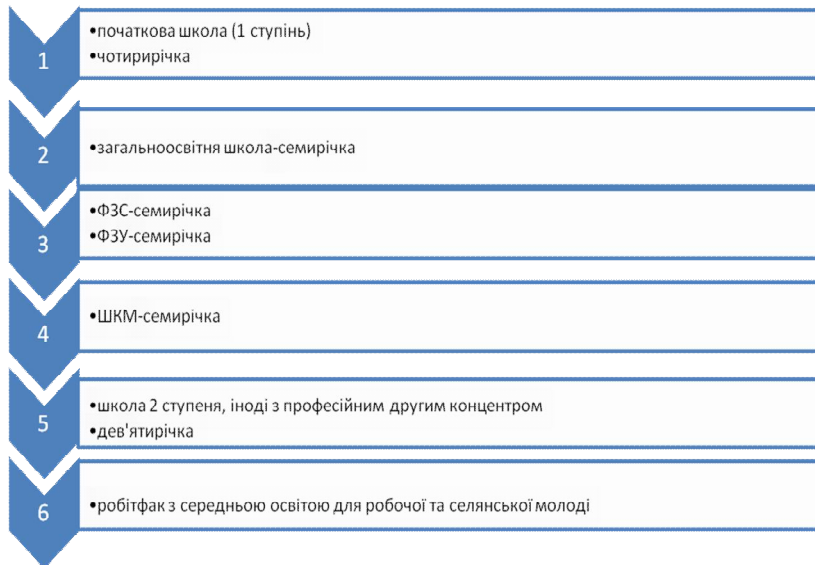 1
•початкова школа (1 ступінь)
•чотирирічка
2
•загальноосвітня школа-семирічка
3
•ФЗС-семирічка
•ФЗУ-семирічка
4
•ШКМ-семирічка
5
•школа 2 ступеня, іноді з професійним другим концентром
•дев'ятирічка
6
•робітфак з середньою освітою для робочої та селянської молоді